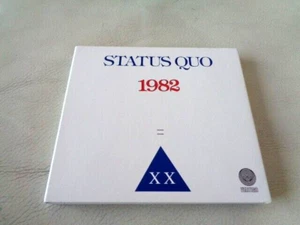 STATUS QUO
1982
=
XX